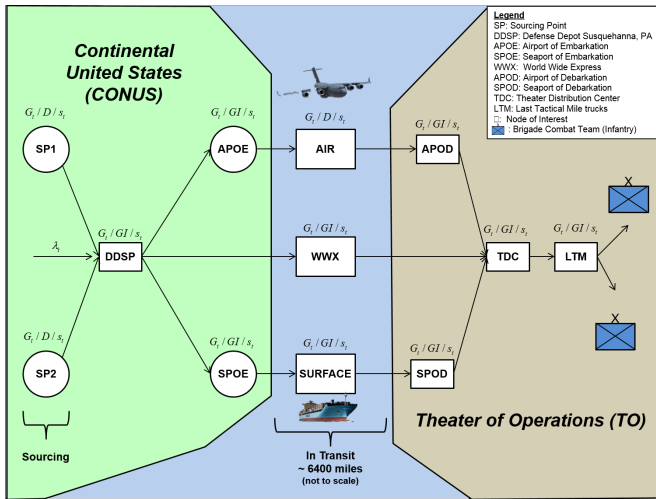 Continental
United States
(CONUS)
Legend
SP: Sourcing Point
DDSP: Defense Depot Susquehanna, PA
APOE: Airport of Embarkation
SPOE: Seaport of Embarkation
WWX: World Wide Express
APOD: Airport of Debarkation
SPOD: Seaport of Debarkation
TDC: Theater Distribution Center
LTM: Last Tactical Mile trucks
□: Node of Interest
: Brigade Combat Team (Infantry)
G_t / D / s_t
SP1
G_t / GI / s_t
APOE
G_t / D / s_t
AIR
G_t / GI / s_t
APOD
λ_t
G_t / GI / s_t
DDSP
G_t / GI / s_t
WWX
G_t / GI / s_t
TDC
G_t / GI / s_t
LTM
X
X
G_t / D / s_t
SP2
G_t / GI / s_t
SPOE
G_t / GI / s_t
SURFACE
G_t / GI / s_t
SPOD
Sourcing
In Transit
~ 6400 miles
(not to scale)
Theater of Operations (TO)